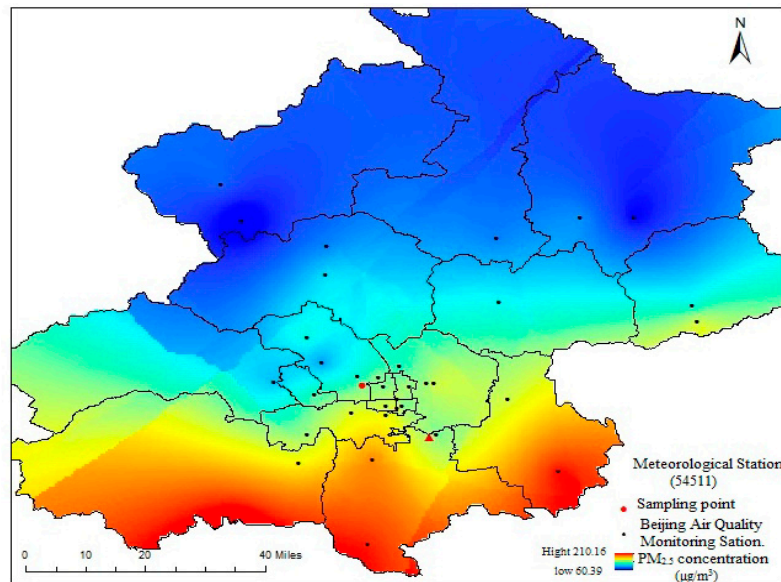 N
Meteorological Station
(54511)
Sampling point
Beijing Air Quality
Monitoring Sation.
Hight 210.16
low 60.39
PM2.5 concentration
(μg/m³)
0 10 20 40 Miles